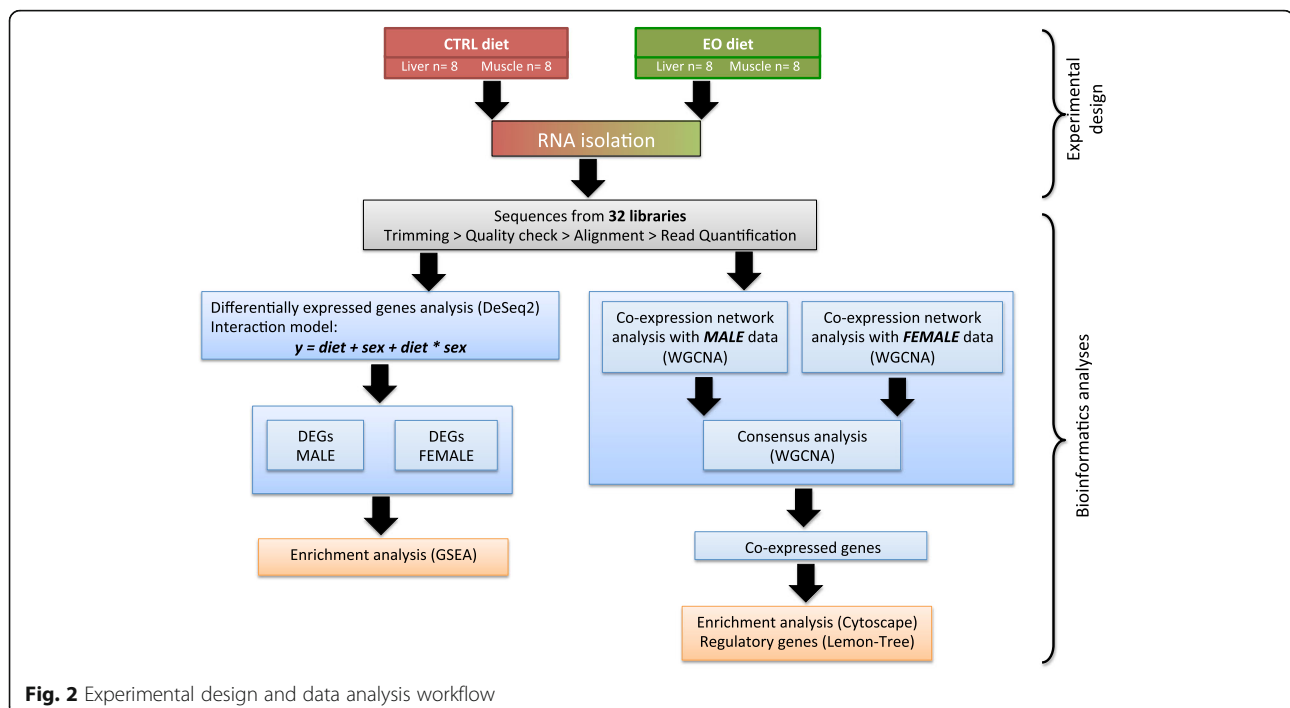 CTRL diet
Liver n= 8 Muscle n= 8
EO diet
Liver n= 8 Muscle n= 8
RNA isolation
Experimental
design
Sequences from 32 libraries
Trimming > Quality check > Alignment > Read Quantification
Differentially expressed genes analysis (DeSeq2)
Interaction model:
y = diet + sex + diet * sex
DEGs
MALE
DEGs
FEMALE
Enrichment analysis (GSEA)
Co-expression network
analysis with MALE data
(WGCNA)
Co-expression network
analysis with FEMALE data
(WGCNA)
Consensus analysis
(WGCNA)
Co-expressed genes
Enrichment analysis (Cytoscape)
Regulatory genes (Lemon-Tree)
Bioinformatics analyses
Fig. 2 Experimental design and data analysis workflow